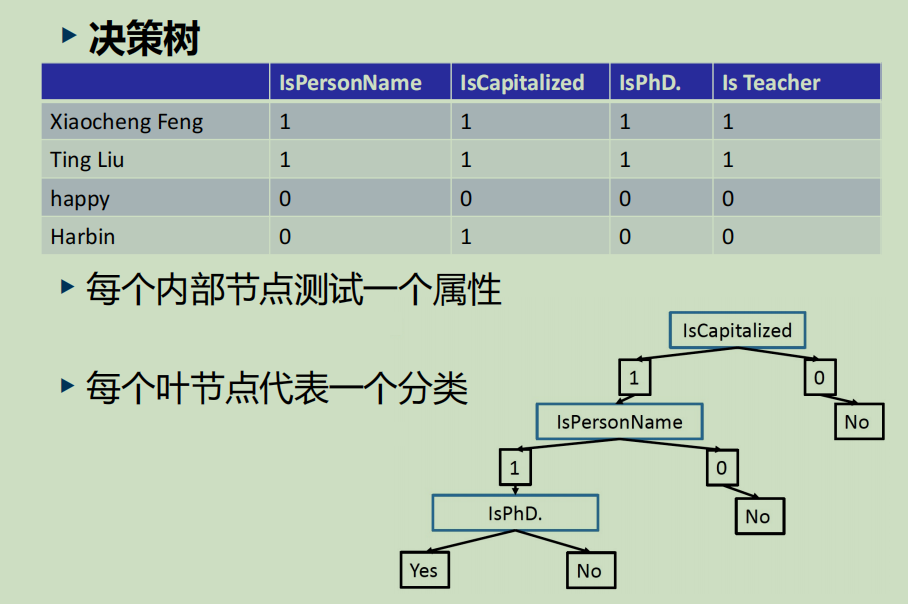 决策树
IsPersonName IsCapitalized IsPhD. Is Teacher
Xiaocheng Feng 1 1 1 1
Ting Liu 1 1 1 1
happy 0 0 0 0
Harbin 0 1 0 0
每个内部节点测试一个属性
每个叶节点代表一个分类
IsCapitalized
1 0
IsPersonName No
1 0
IsPhD. No
Yes No